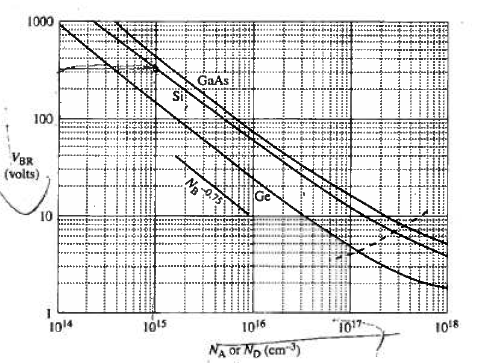 1000
GaAs
Si
100
V_BR
(volts)
Ge
N_B^-0.75
10
1
10^14
10^15
10^16
10^17
10^18
N_A or N_D (cm^-3)